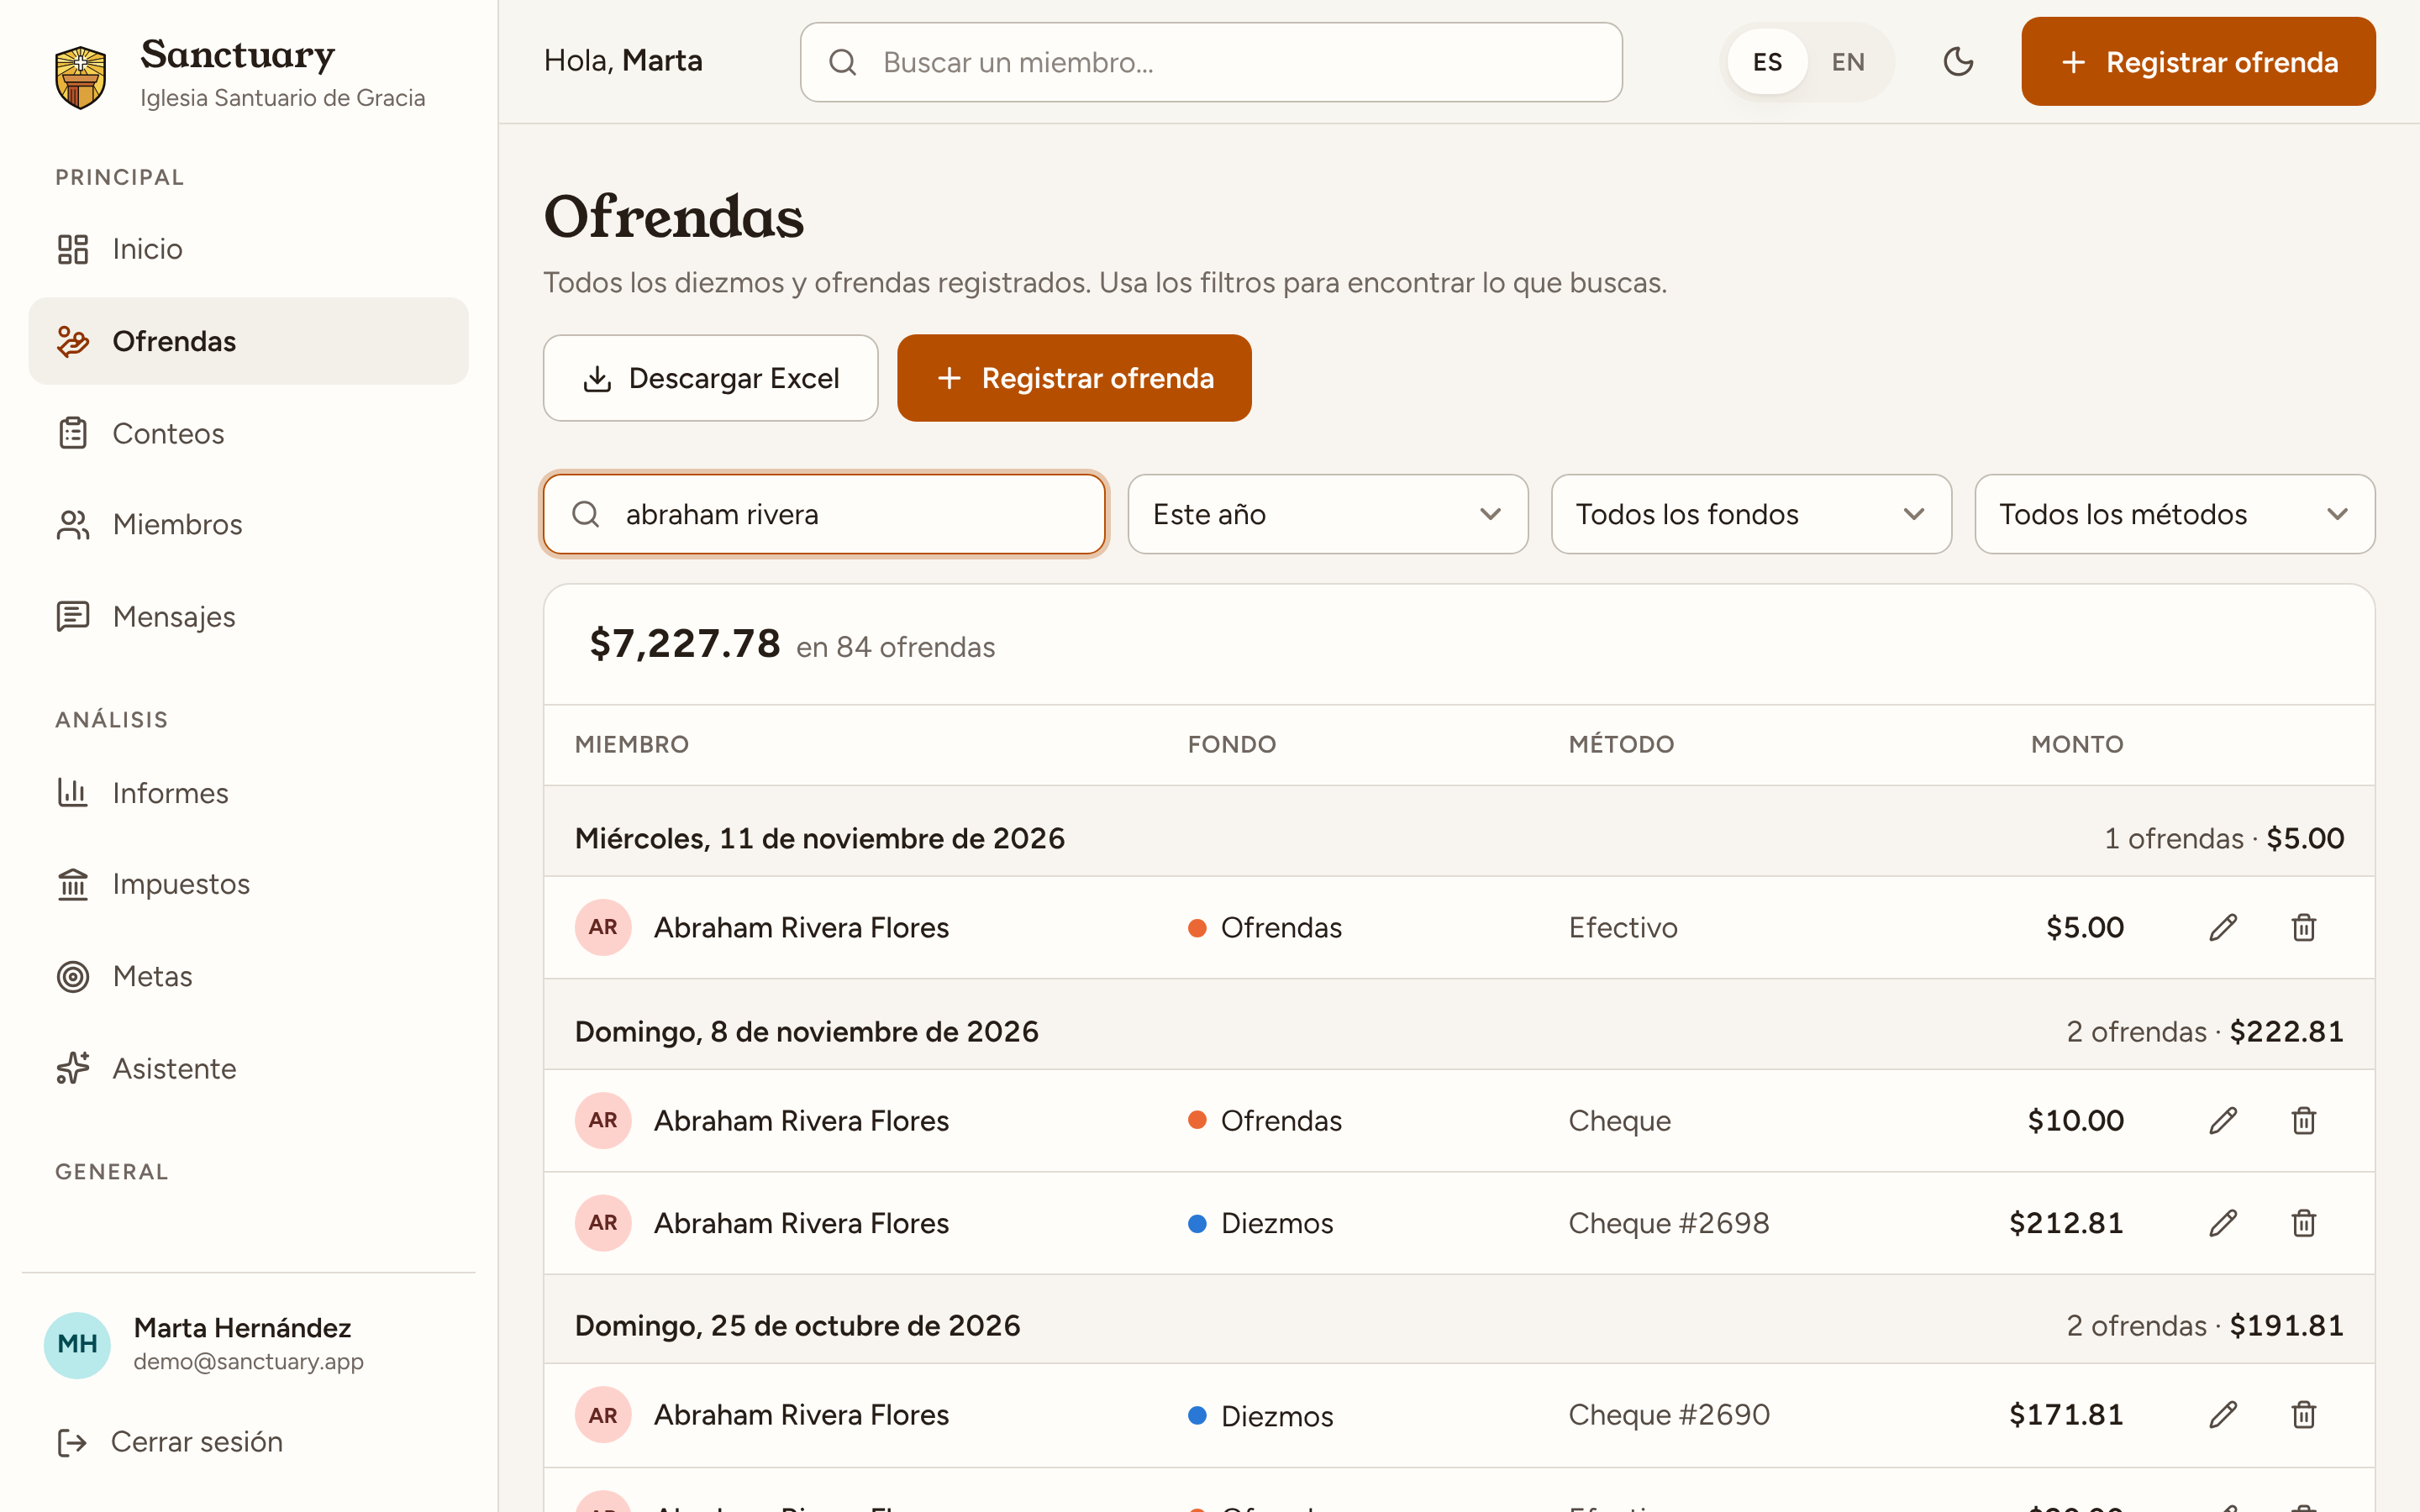 Sanctuary
Iglesia Santuario de Gracia
PRINCIPAL
Inicio
Ofrendas
Conteos
Miembros
Mensajes
ANÁLISIS
Informes
Impuestos
Metas
Asistente
GENERAL
MH
Marta Hernández
demo@sanctuary.app
Cerrar sesión
Hola, Marta
Buscar un miembro...
ES EN
+ Registrar ofrenda
Ofrendas
Todos los diezmos y ofrendas registrados. Usa los filtros para encontrar lo que buscas.
Descargar Excel
+ Registrar ofrenda
abraham rivera
Este año
Todos los fondos
Todos los métodos
$7,227.78 en 84 ofrendas
MIEMBRO FONDO MÉTODO MONTO
Miércoles, 11 de noviembre de 2026 1 ofrendas · $5.00
AR Abraham Rivera Flores Ofrendas Efectivo $5.00
Domingo, 8 de noviembre de 2026 2 ofrendas · $222.81
AR Abraham Rivera Flores Ofrendas Cheque $10.00
AR Abraham Rivera Flores Diezmos Cheque #2698 $212.81
Domingo, 25 de octubre de 2026 2 ofrendas · $191.81
AR Abraham Rivera Flores Diezmos Cheque #2690 $171.81